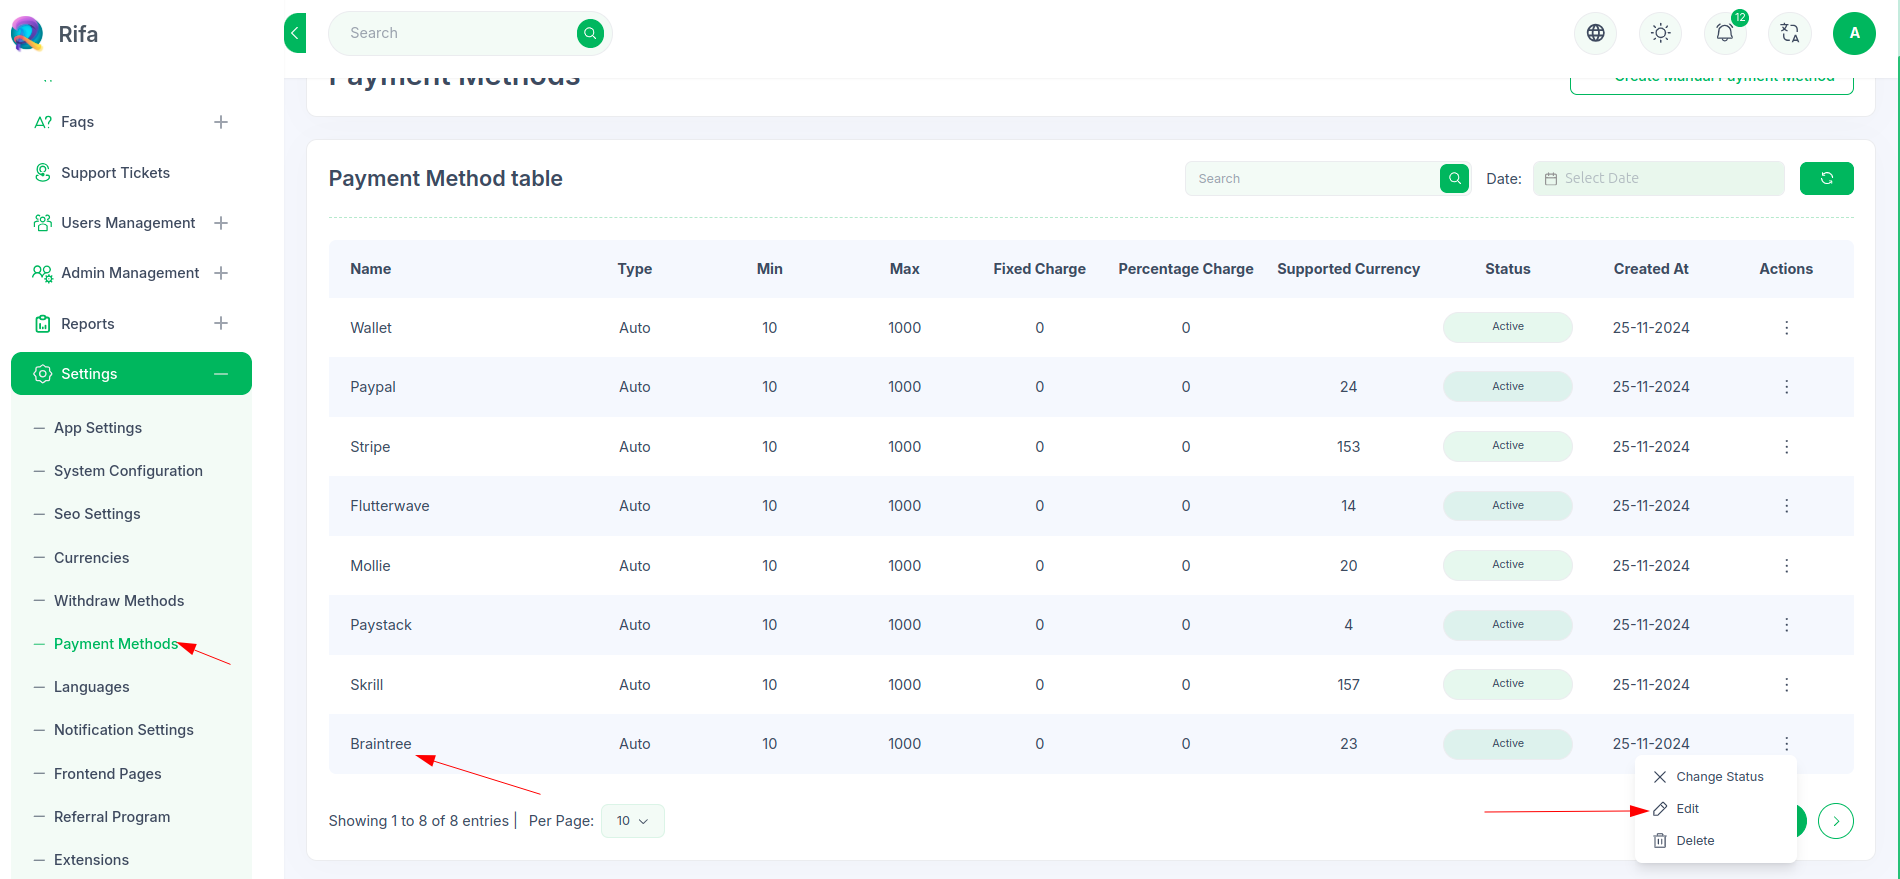 Rifa
Search
12
A
Faqs
Support Tickets
Users Management
Admin Management
Reports
Settings
App Settings
System Configuration
Seo Settings
Currencies
Withdraw Methods
Payment Methods
Languages
Notification Settings
Frontend Pages
Referral Program
Extensions
Payment Methods
Create Manual Payment Method
Payment Method table
Search
Date:
Select Date
Name Type Min Max Fixed Charge Percentage Charge Supported Currency Status Created At Actions
Wallet Auto 10 1000 0 0 Active 25-11-2024
Paypal Auto 10 1000 0 0 24 Active 25-11-2024
Stripe Auto 10 1000 0 0 153 Active 25-11-2024
Flutterwave Auto 10 1000 0 0 14 Active 25-11-2024
Mollie Auto 10 1000 0 0 20 Active 25-11-2024
Paystack Auto 10 1000 0 0 4 Active 25-11-2024
Skrill Auto 10 1000 0 0 157 Active 25-11-2024
Braintree Auto 10 1000 0 0 23 Active 25-11-2024
Change Status
Edit
Delete
Showing 1 to 8 of 8 entries | Per Page: 10